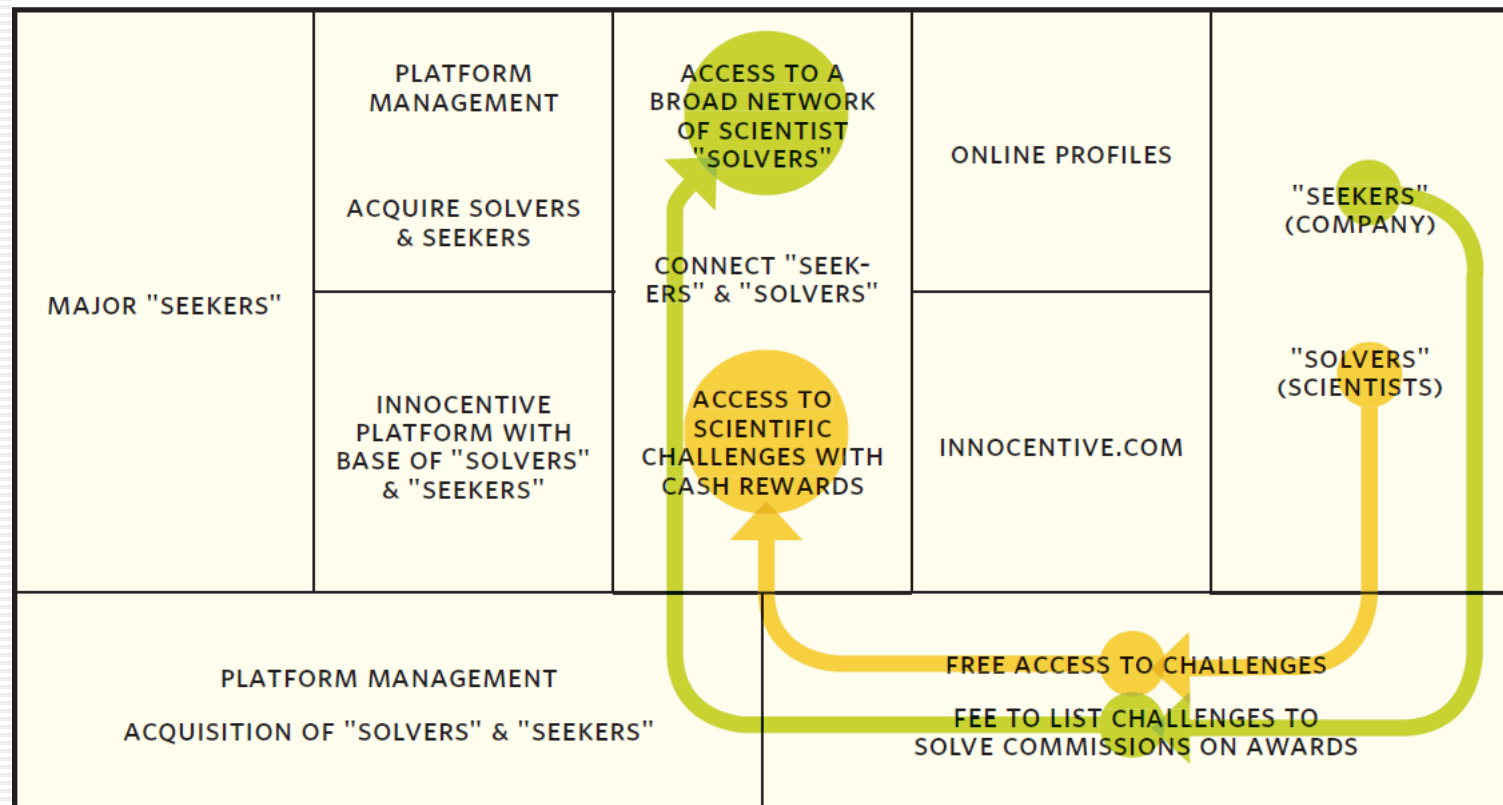 MAJOR "SEEKERS"
PLATFORM
MANAGEMENT
ACQUIRE SOLVERS
& SEEKERS
INNOCENTIVE
PLATFORM WITH
BASE OF "SOLVERS"
& "SEEKERS"
ACCESS TO A
BROAD NETWORK
OF SCIENTIST
"SOLVERS"
CONNECT "SEEK-
ERS" & "SOLVERS"
ACCESS TO
SCIENTIFIC
CHALLENGES WITH
CASH REWARDS
ONLINE PROFILES
INNOCENTIVE.COM
"SEEKERS"
(COMPANY)
"SOLVERS"
(SCIENTISTS)
PLATFORM MANAGEMENT
ACQUISITION OF "SOLVERS" & "SEEKERS"
FREE ACCESS TO CHALLENGES
FEE TO LIST CHALLENGES TO
SOLVE COMMISSIONS ON AWARDS